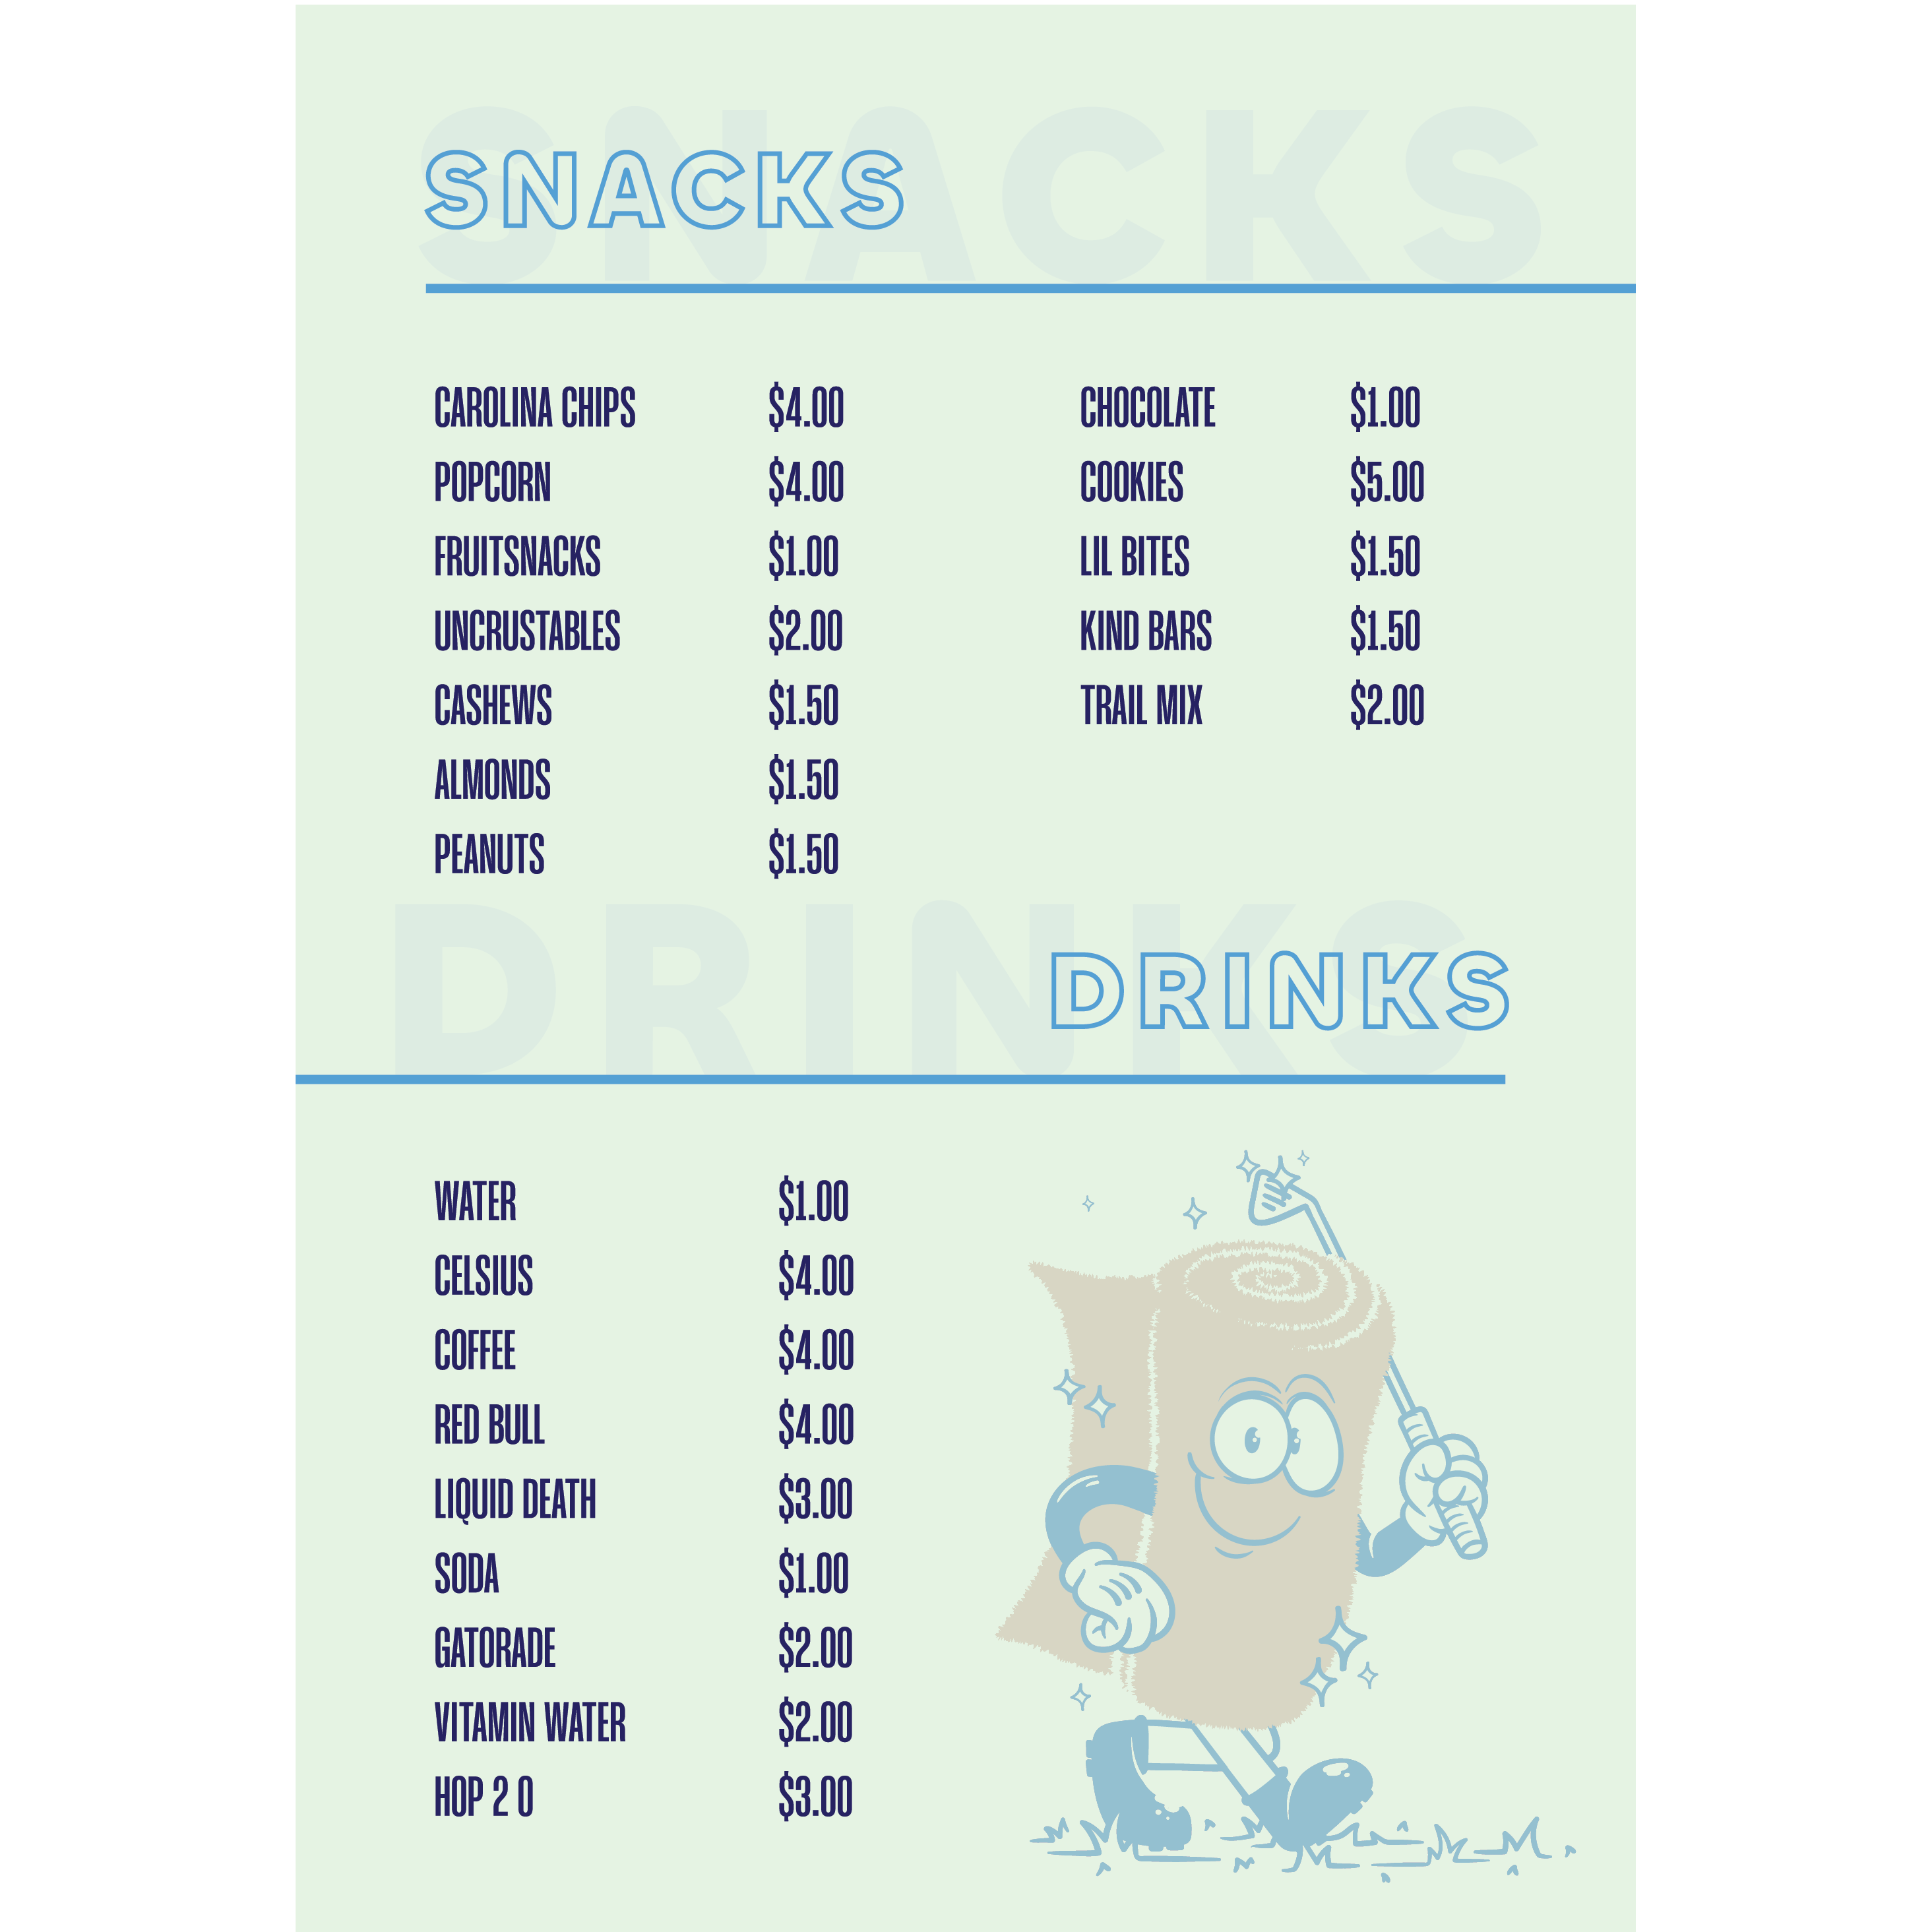 SNACKS
SNACKS
CAROLINA CHIPS $4.00
POPCORN $4.00
FRUITSNACKS $1.00
UNCRUSTABLES $2.00
CASHEWS $1.50
ALMONDS $1.50
PEANUTS $1.50
CHOCOLATE $1.00
COOKIES $5.00
LIL BITES $1.50
KIND BARS $1.50
TRAIL MIX $2.00
DRINKS
DRINKS
WATER $1.00
CELSIUS $4.00
COFFEE $4.00
RED BULL $4.00
LIQUID DEATH $3.00
SODA $1.00
GATORADE $2.00
VITAMIN WATER $2.00
HOP 2 0 $3.00